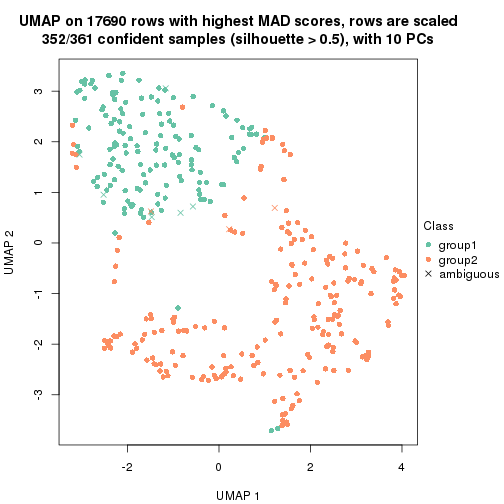 UMAP on 17690 rows with highest MAD scores, rows are scaled
352/361 confident samples (silhouette > 0.5), with 10 PCs
3
2
1
0
-1
-2
-3
UMAP 2
-2
0
2
4
UMAP 1
Class
group1
group2
ambiguous